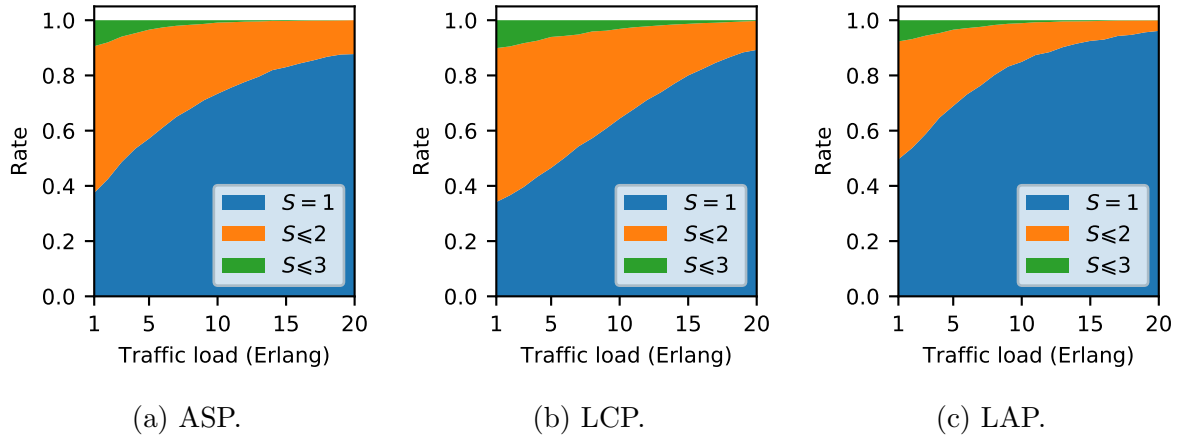 1.0
0.8
0.6
0.4
0.2
0.0
Rate
S = 1
S⩽2
S⩽3
1 5 10 15 20
Traffic load (Erlang)
(a) ASP.
1.0
0.8
0.6
0.4
0.2
0.0
Rate
S = 1
S⩽2
S⩽3
1 5 10 15 20
Traffic load (Erlang)
(b) LCP.
1.0
0.8
0.6
0.4
0.2
0.0
Rate
S = 1
S⩽2
S⩽3
1 5 10 15 20
Traffic load (Erlang)
(c) LAP.